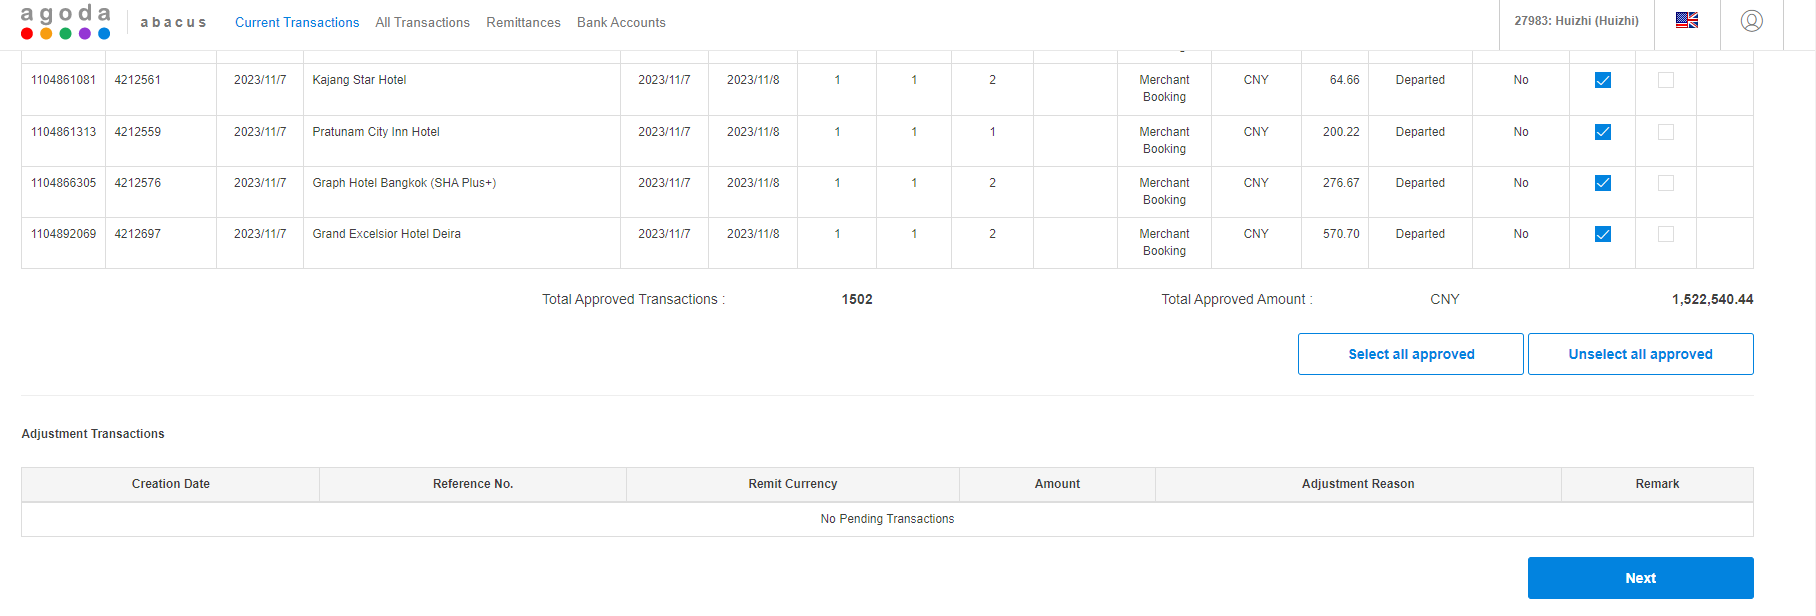 agoda abacus Current Transactions All Transactions Remittances Bank Accounts 27983: Huizhi (Huizhi)
1104861081 4212561 2023/11/7 Kajang Star Hotel 2023/11/7 2023/11/8 1 1 2 Merchant CNY 64.66 Departed No
Booking
1104861313 4212559 2023/11/7 Pratunam City Inn Hotel 2023/11/7 2023/11/8 1 1 1 Merchant CNY 200.22 Departed No
Booking
1104866305 4212576 2023/11/7 Graph Hotel Bangkok (SHA Plus+) 2023/11/7 2023/11/8 1 1 2 Merchant CNY 276.67 Departed No
Booking
1104892069 4212697 2023/11/7 Grand Excelsior Hotel Deira 2023/11/7 2023/11/8 1 1 2 Merchant CNY 570.70 Departed No
Booking
Total Approved Transactions : 1502 Total Approved Amount : CNY 1,522,540.44
Select all approved Unselect all approved
Adjustment Transactions
Creation Date Reference No. Remit Currency Amount Adjustment Reason Remark
No Pending Transactions
Next